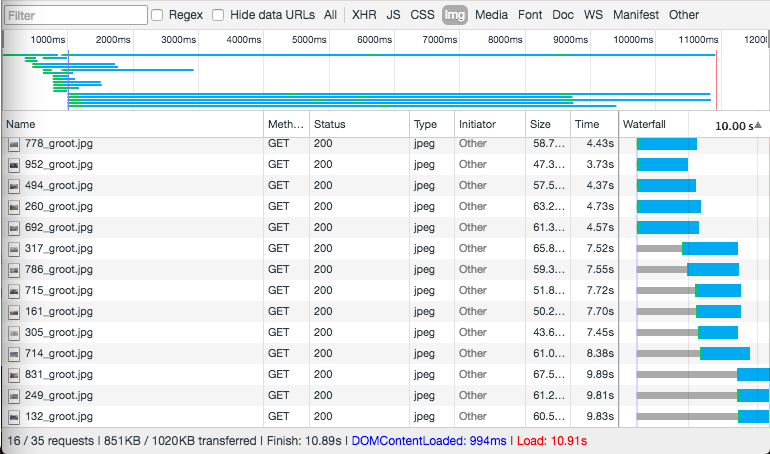 Filter Regex Hide data URLs All XHR JS CSS Img Media Font Doc WS Manifest Other
1000ms 2000ms 3000ms 4000ms 5000ms 6000ms 7000ms 8000ms 9000ms 10000ms 11000ms 1200
Name Meth... Status Type Initiator Size Time Waterfall 10.00 s▲
778_groot.jpg GET 200 jpeg Other 58.7... 4.43s
952_groot.jpg GET 200 jpeg Other 47.3... 3.73s
494_groot.jpg GET 200 jpeg Other 57.5... 4.37s
260_groot.jpg GET 200 jpeg Other 63.2... 4.73s
692_groot.jpg GET 200 jpeg Other 61.3... 4.57s
317_groot.jpg GET 200 jpeg Other 65.8... 7.52s
786_groot.jpg GET 200 jpeg Other 59.3... 7.55s
715_groot.jpg GET 200 jpeg Other 51.8... 7.72s
161_groot.jpg GET 200 jpeg Other 50.2... 7.70s
305_groot.jpg GET 200 jpeg Other 43.6... 7.45s
714_groot.jpg GET 200 jpeg Other 61.0... 8.38s
831_groot.jpg GET 200 jpeg Other 67.5... 9.89s
249_groot.jpg GET 200 jpeg Other 61.2... 9.81s
132_groot.jpg GET 200 jpeg Other 60.5... 9.83s
16 / 35 requests | 851KB / 1020KB transferred | Finish: 10.89s | DOMContentLoaded: 994ms | Load: 10.91s